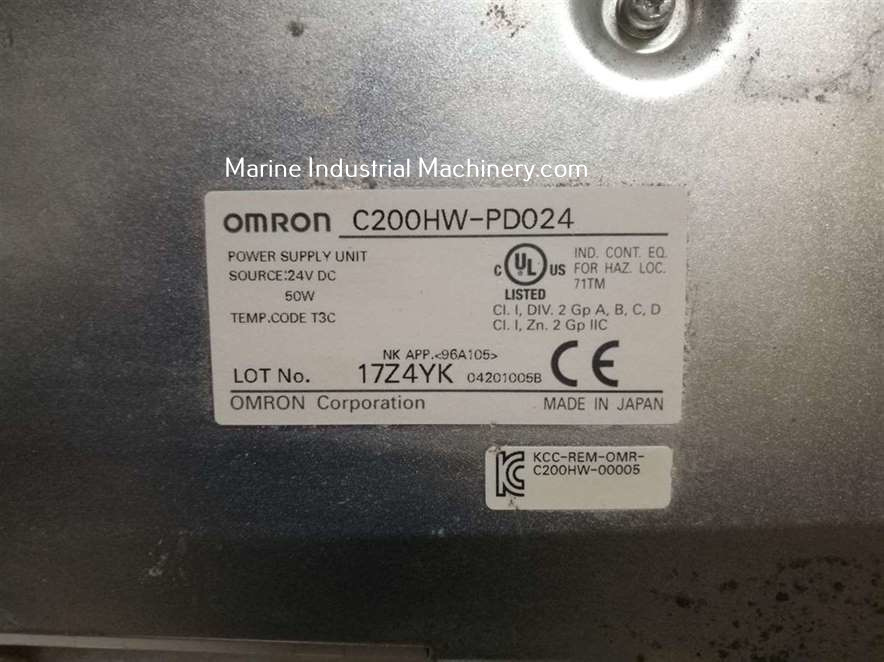 Marine Industrial Machinery.com
OMRON C200HW-PD024
POWER SUPPLY UNIT
SOURCE:24V DC
50W
TEMP.CODE T3C
C UL US
LISTED
IND. CONT. EQ.
FOR HAZ. LOC.
71TM
Cl. I, DIV. 2 Gp A, B, C, D
Cl. I, Zn. 2 Gp IIC
NK APP.<96A105>
LOT No. 17Z4YK 04201005B CE
OMRON Corporation MADE IN JAPAN
KCC-REM-OMR-
C200HW-00005